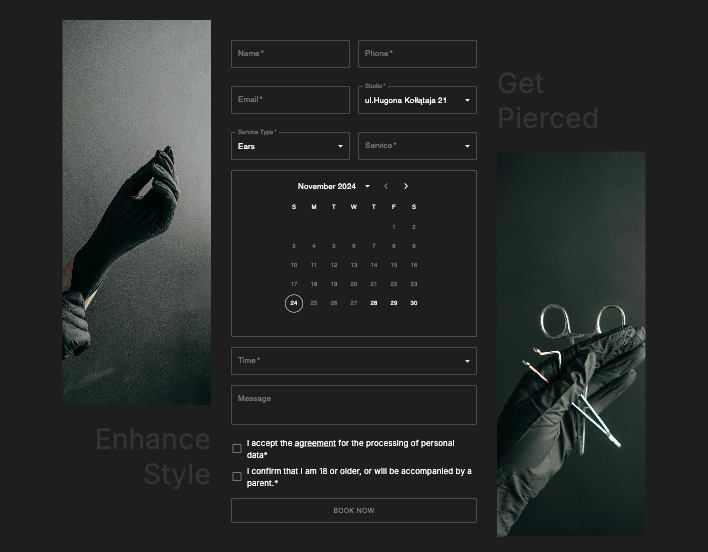 Name*
Phone*
Email*
Studio*
ul.Hugona Kołłątaja 21
Service Type*
Ears
Service*
November 2024
S M T W T F S
1 2
3 4 5 6 7 8 9
10 11 12 13 14 15 16
17 18 19 20 21 22 23
24 25 26 27 28 29 30
Time*
Message
I accept the agreement for the processing of personal
data*
I confirm that I am 18 or older, or will be accompanied by a
parent.*
BOOK NOW
Enhance
Style
Get
Pierced